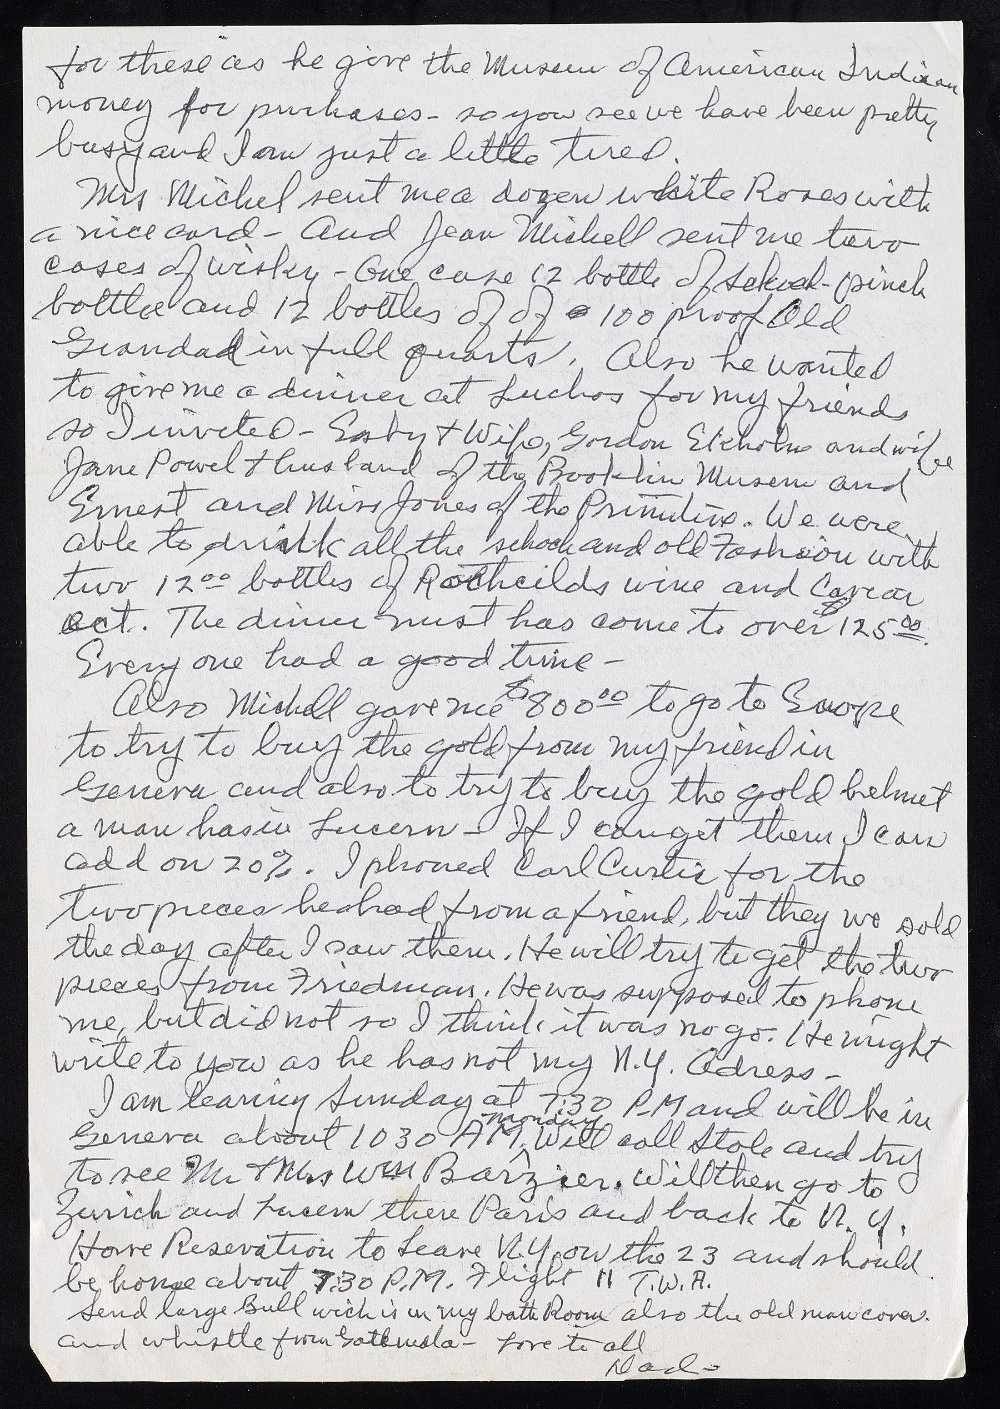 for these as he give the Museum of American Indian
money for purchases - so you see we have been pretty
busy and I am just a little tired.
Mrs Michel sent me a dozen white Roses with
a nice card - And Jean Michell sent me two
cases of wisky - One case 12 bottle of schoch - pinch
bottle and 12 bottles of of 100 proof Old
Grandad in full quarts. Also he wanted
to give me a dinner at Luchos for my friends
so I invited - Easby + Wife, Gordon Ekholm and wife
Jane Powel + husband of the Brooklin Museum and
Ernest and Miss Jones of the Primitive. We were
able to drink all the schoch and old Fashion with
two 12⁰⁰ bottles of Rothcilds wine and Caviar
ect. The dinner must has come to over $125⁰⁰.
Every one had a good time -
Also Michell gave me $800⁰⁰ to go to Europe
to try to buy the gold from my friend in
Geneva and also to try to buy the gold helmet
a man has in Lucern - If I can get them I can
add on 20%. I phoned Carl Curtis for the
two pieces he had from a friend, but they we sold
the day after I saw them. He will try to get the two
pieces from Friedman. He was supposed to phone
me, but did not so I think it was no go. He might
write to you as he has not my N.Y. Adress -
I am leaving Sunday at 7:30 P.M and will be in
Geneva about 10 30 A M, Monday Will call Stole and try
to see Mr + Mrs Wm Barzier. Will then go to
Zurich and Lucern there Paris and back to N.Y.
Have Reservation to Leave N.Y. on the 23 and should
be home about 7:30 P.M. Flight 11 T.W.A.
Send large Bull wich is in my bath Room also the old man cover.
and whistle from Gatemala - Love to all
Dad -